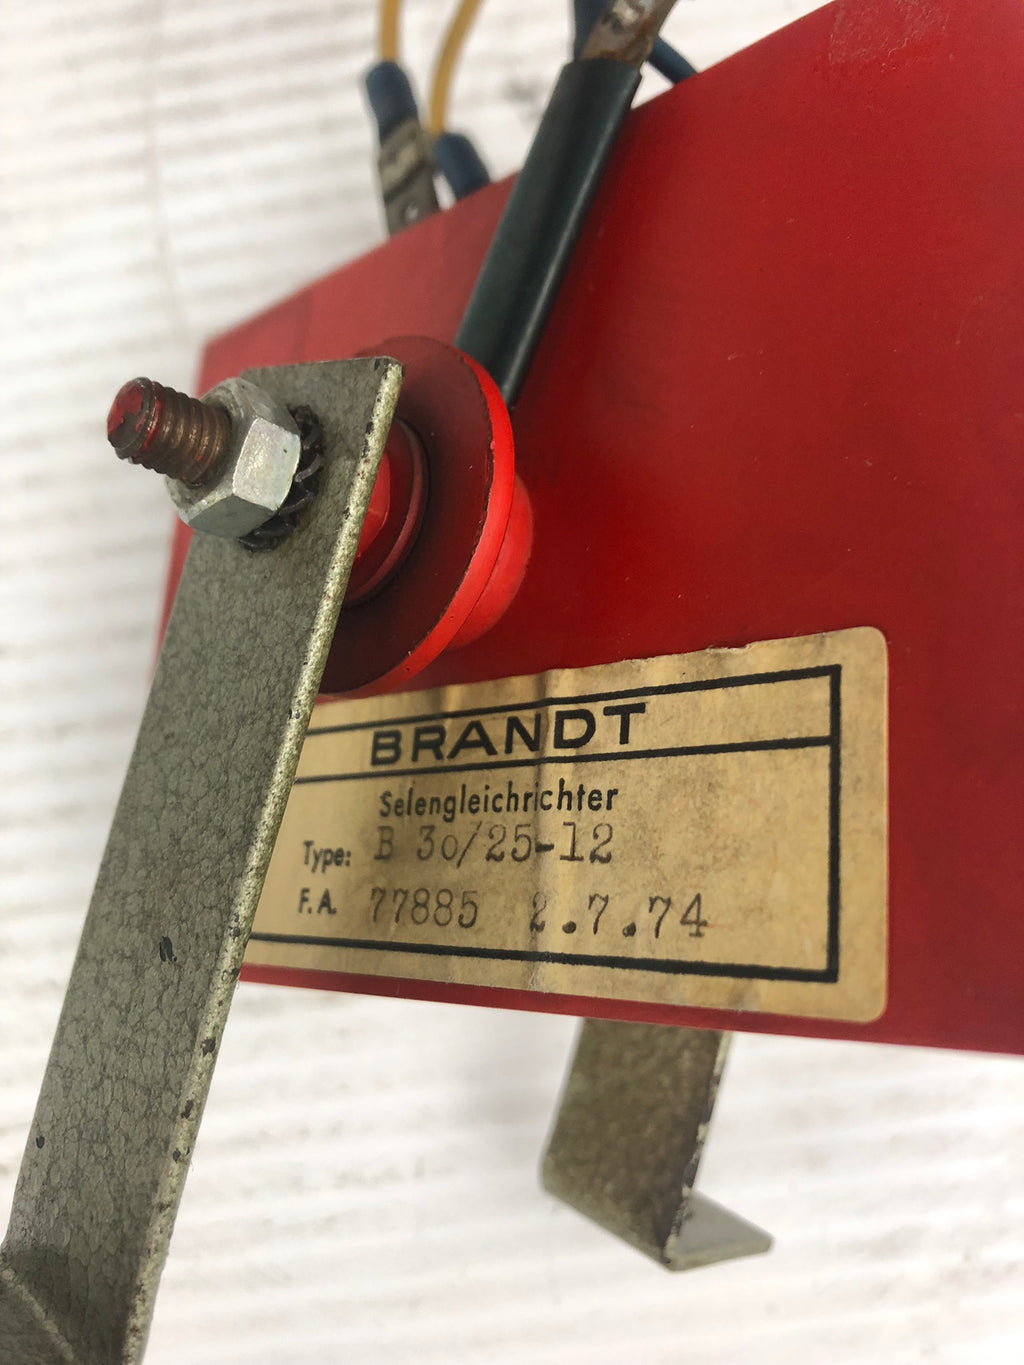 BRANDT
Selengleichrichter
Type: B 30/25-12
F.A. 77885 2.7.74